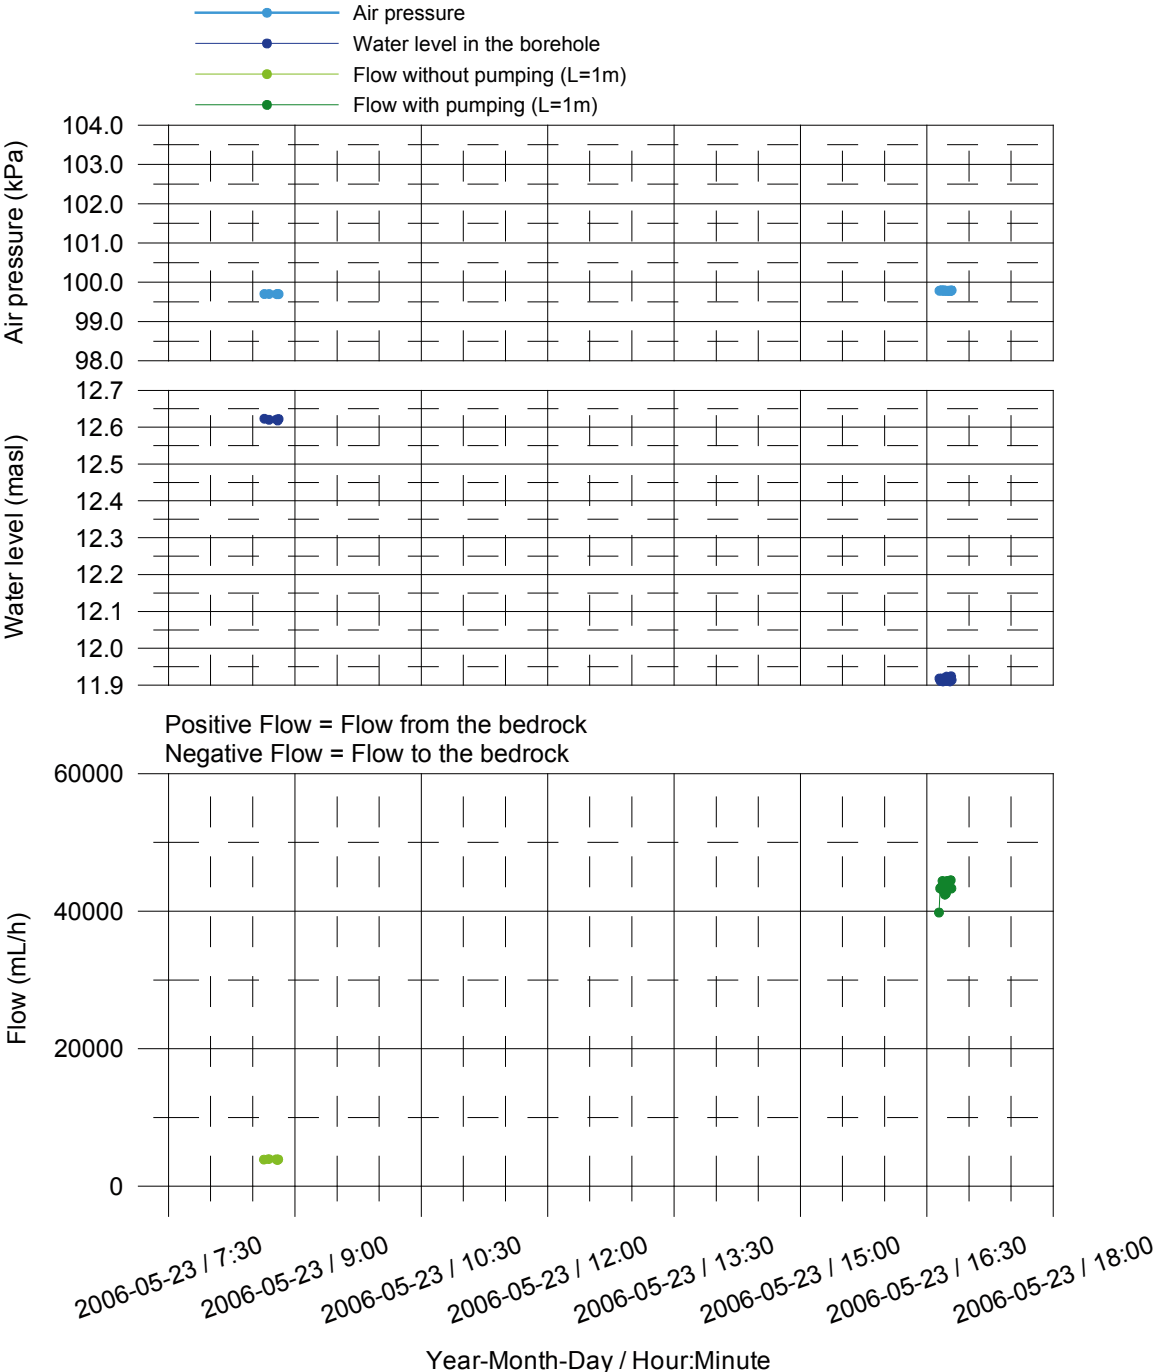 Air pressure
Water level in the borehole
Flow without pumping (L=1m)
Flow with pumping (L=1m)
Air pressure (kPa)
104.0
103.0
102.0
101.0
100.0
99.0
98.0
Water level (masl)
12.7
12.6
12.5
12.4
12.3
12.2
12.1
12.0
11.9
Positive Flow = Flow from the bedrock
Negative Flow = Flow to the bedrock
Flow (mL/h)
60000
40000
20000
0
2006-05-23 / 7:30
2006-05-23 / 9:00
2006-05-23 / 10:30
2006-05-23 / 12:00
2006-05-23 / 13:30
2006-05-23 / 15:00
2006-05-23 / 16:30
2006-05-23 / 18:00
Year-Month-Day / Hour:Minute